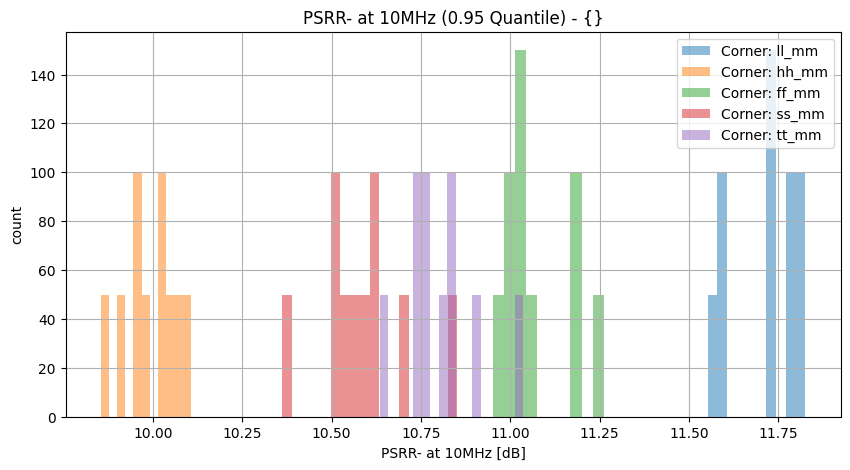 PSRR- at 10MHz (0.95 Quantile) - {}
Corner: ll_mm
Corner: hh_mm
Corner: ff_mm
Corner: ss_mm
Corner: tt_mm
140
120
100
80
60
40
20
0
count
10.00
10.25
10.50
10.75
11.00
11.25
11.50
11.75
PSRR- at 10MHz [dB]